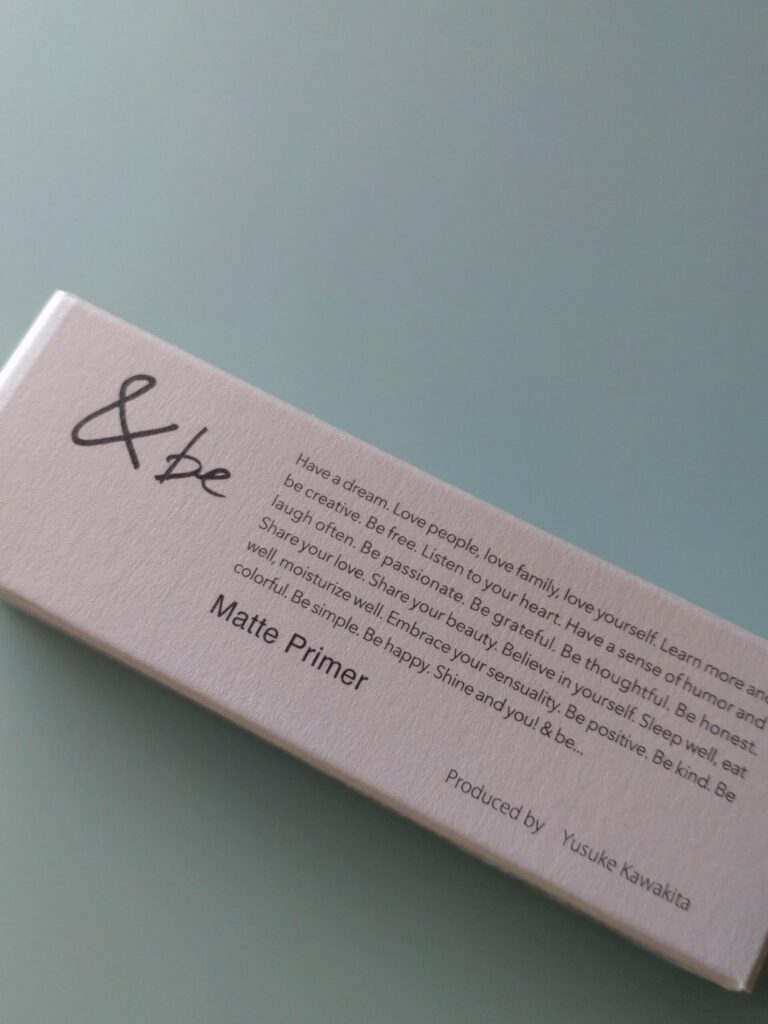 & be
Have a dream. Love people, love family, love yourself. Learn more and
be creative. Be free. Listen to your heart. Have a sense of humor and
laugh often. Be passionate. Be grateful. Be thoughtful. Be honest.
Share your love. Share your beauty. Believe in yourself. Sleep well, eat
well, moisturize well. Embrace your sensuality. Be positive. Be kind. Be
colorful. Be simple. Be happy. Shine and you! & be...
Matte Primer
Produced by Yusuke Kawakita